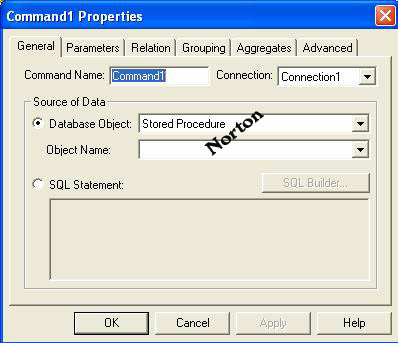 Command1 Properties
General Parameters Relation Grouping Aggregates Advanced
Command Name: Command1 Connection: Connection1
Source of Data
Database Object: Stored Procedure
Norton
Object Name:
SQL Statement: SQL Builder...
OK Cancel Apply Help